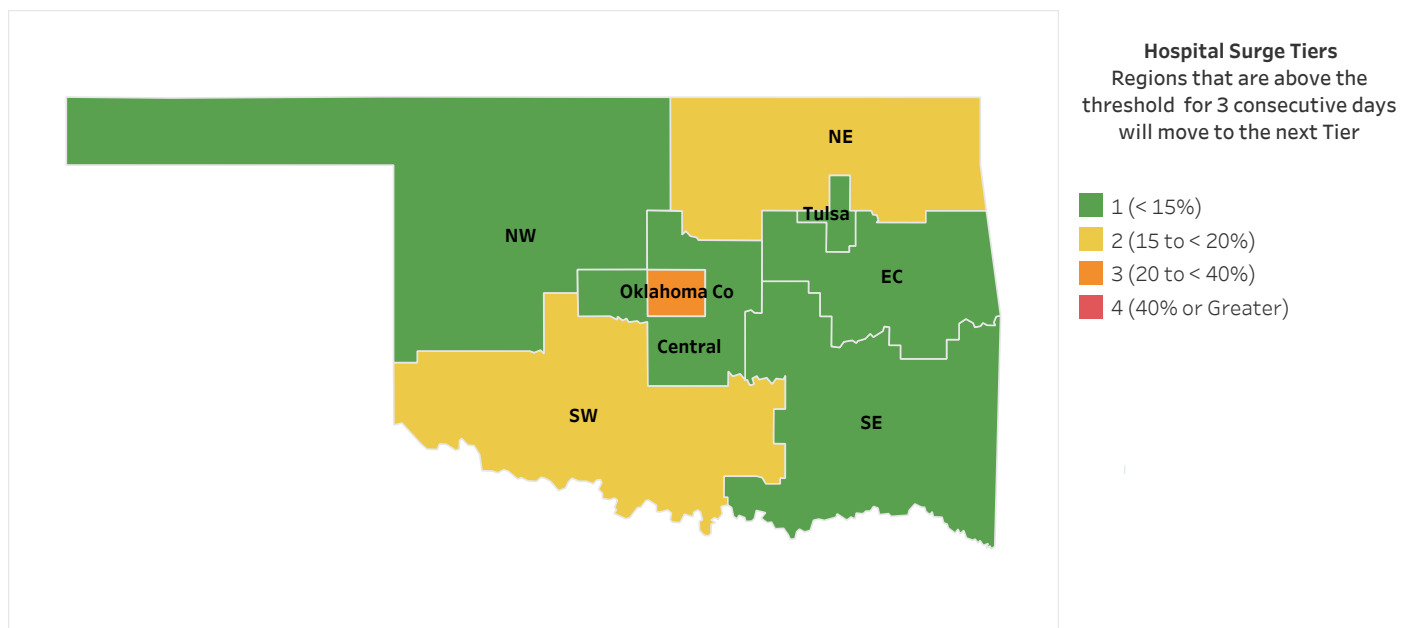 Hospital Surge Tiers
Regions that are above the
threshold for 3 consecutive days
will move to the next Tier
1 (< 15%)
2 (15 to < 20%)
3 (20 to < 40%)
4 (40% or Greater)
NE
Tulsa
NW
EC
Oklahoma Co
Central
SW
SE